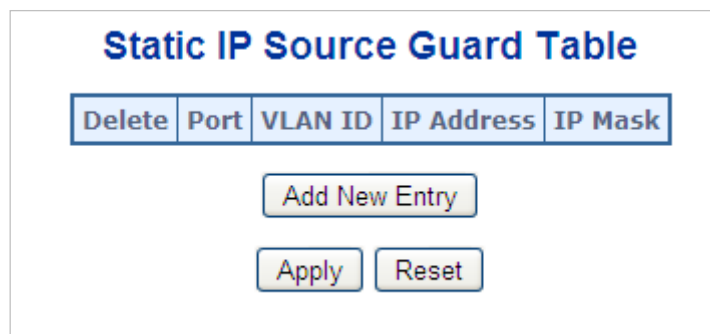 Static IP Source Guard Table
Delete Port VLAN ID IP Address IP Mask
Add New Entry
Apply Reset